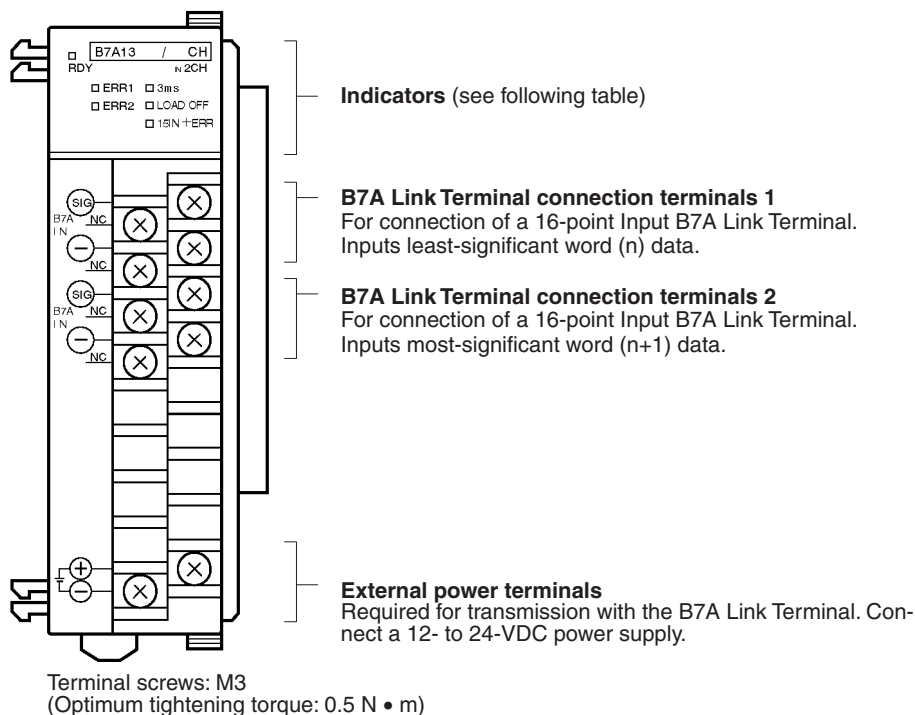 B7A13 / CH
RDY IN 2CH
ERR1 3ms
ERR2 LOAD OFF
15IN+ERR
Indicators (see following table)
SIG
B7A
IN
NC
−
NC
SIG
B7A
IN
NC
−
NC
B7A Link Terminal connection terminals 1
For connection of a 16-point Input B7A Link Terminal.
Inputs least-significant word (n) data.
B7A Link Terminal connection terminals 2
For connection of a 16-point Input B7A Link Terminal.
Inputs most-significant word (n+1) data.
+
−
External power terminals
Required for transmission with the B7A Link Terminal. Con-
nect a 12- to 24-VDC power supply.
Terminal screws: M3
(Optimum tightening torque: 0.5 N • m)